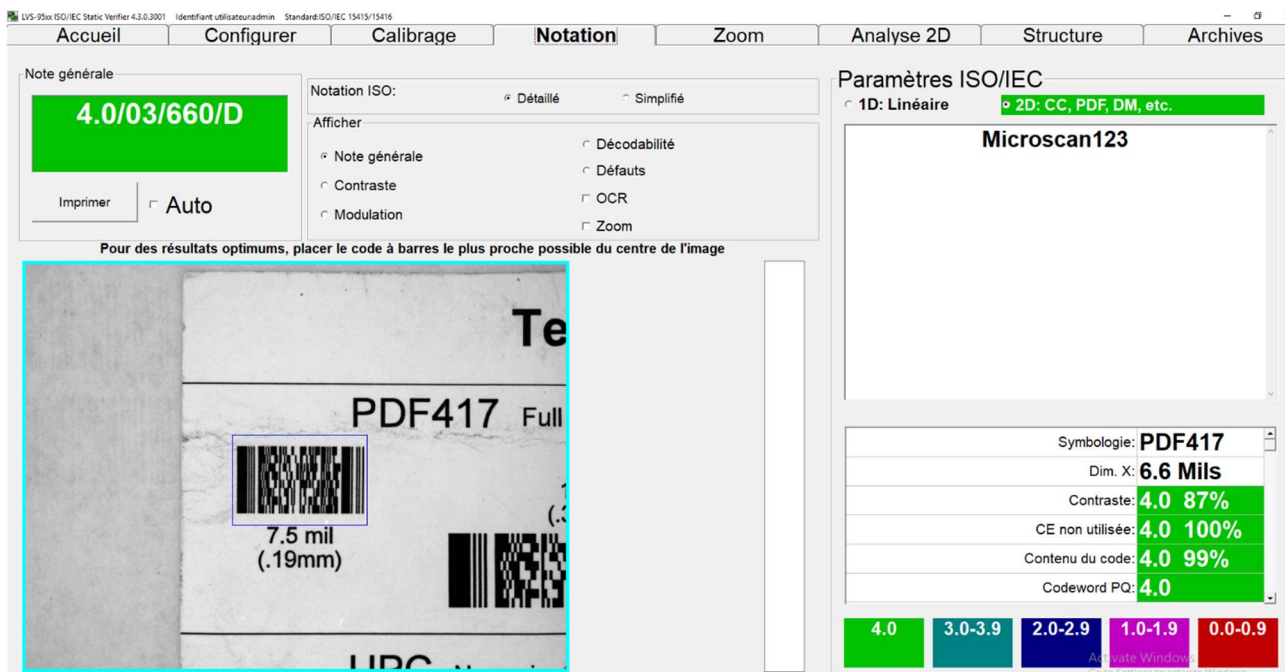 LVS-95xx ISO/IEC Static Verifier 4.3.0.3001 Identifiant utilisateur:admin Standard:ISO/IEC 15415/15416
Accueil Configurer Calibrage Notation Zoom Analyse 2D Structure Archives
Note générale
4.0/03/660/D
Imprimer
Auto
Notation ISO:
Détaillé
Simplifié
Afficher
Note générale
Contraste
Modulation
Décodabilité
Défauts
OCR
Zoom
Pour des résultats optimums, placer le code à barres le plus proche possible du centre de l'image
Te
PDF417 Full
7.5 mil
(.19mm)
Paramètres ISO/IEC
1D: Linéaire
2D: CC, PDF, DM, etc.
Microscan123
Symbologie: PDF417
Dim. X: 6.6 Mils
Contraste: 4.0 87%
CE non utilisée: 4.0 100%
Contenu du code: 4.0 99%
Codeword PQ: 4.0
4.0 3.0-3.9 2.0-2.9 1.0-1.9 0.0-0.9
Activate Windows